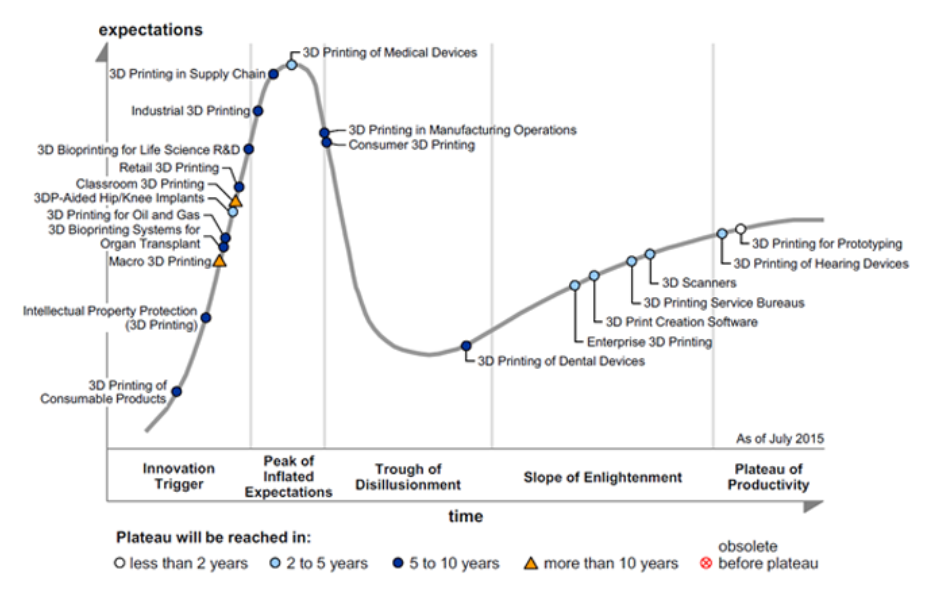 expectations
3D Printing of Medical Devices
3D Printing in Supply Chain
Industrial 3D Printing
3D Printing in Manufacturing Operations
Consumer 3D Printing
3D Bioprinting for Life Science R&D
Retail 3D Printing
Classroom 3D Printing
3DP-Aided Hip/Knee Implants
3D Printing for Oil and Gas
3D Bioprinting Systems for
Organ Transplant
Macro 3D Printing
Intellectual Property Protection
(3D Printing)
3D Printing of
Consumable Products
3D Printing for Prototyping
3D Printing of Hearing Devices
3D Scanners
3D Printing Service Bureaus
3D Print Creation Software
Enterprise 3D Printing
3D Printing of Dental Devices
As of July 2015
Innovation
Trigger
Peak of
Inflated
Expectations
Trough of
Disillusionment
Slope of Enlightenment
Plateau of
Productivity
time
Plateau will be reached in:
less than 2 years
2 to 5 years
5 to 10 years
more than 10 years
obsolete
before plateau